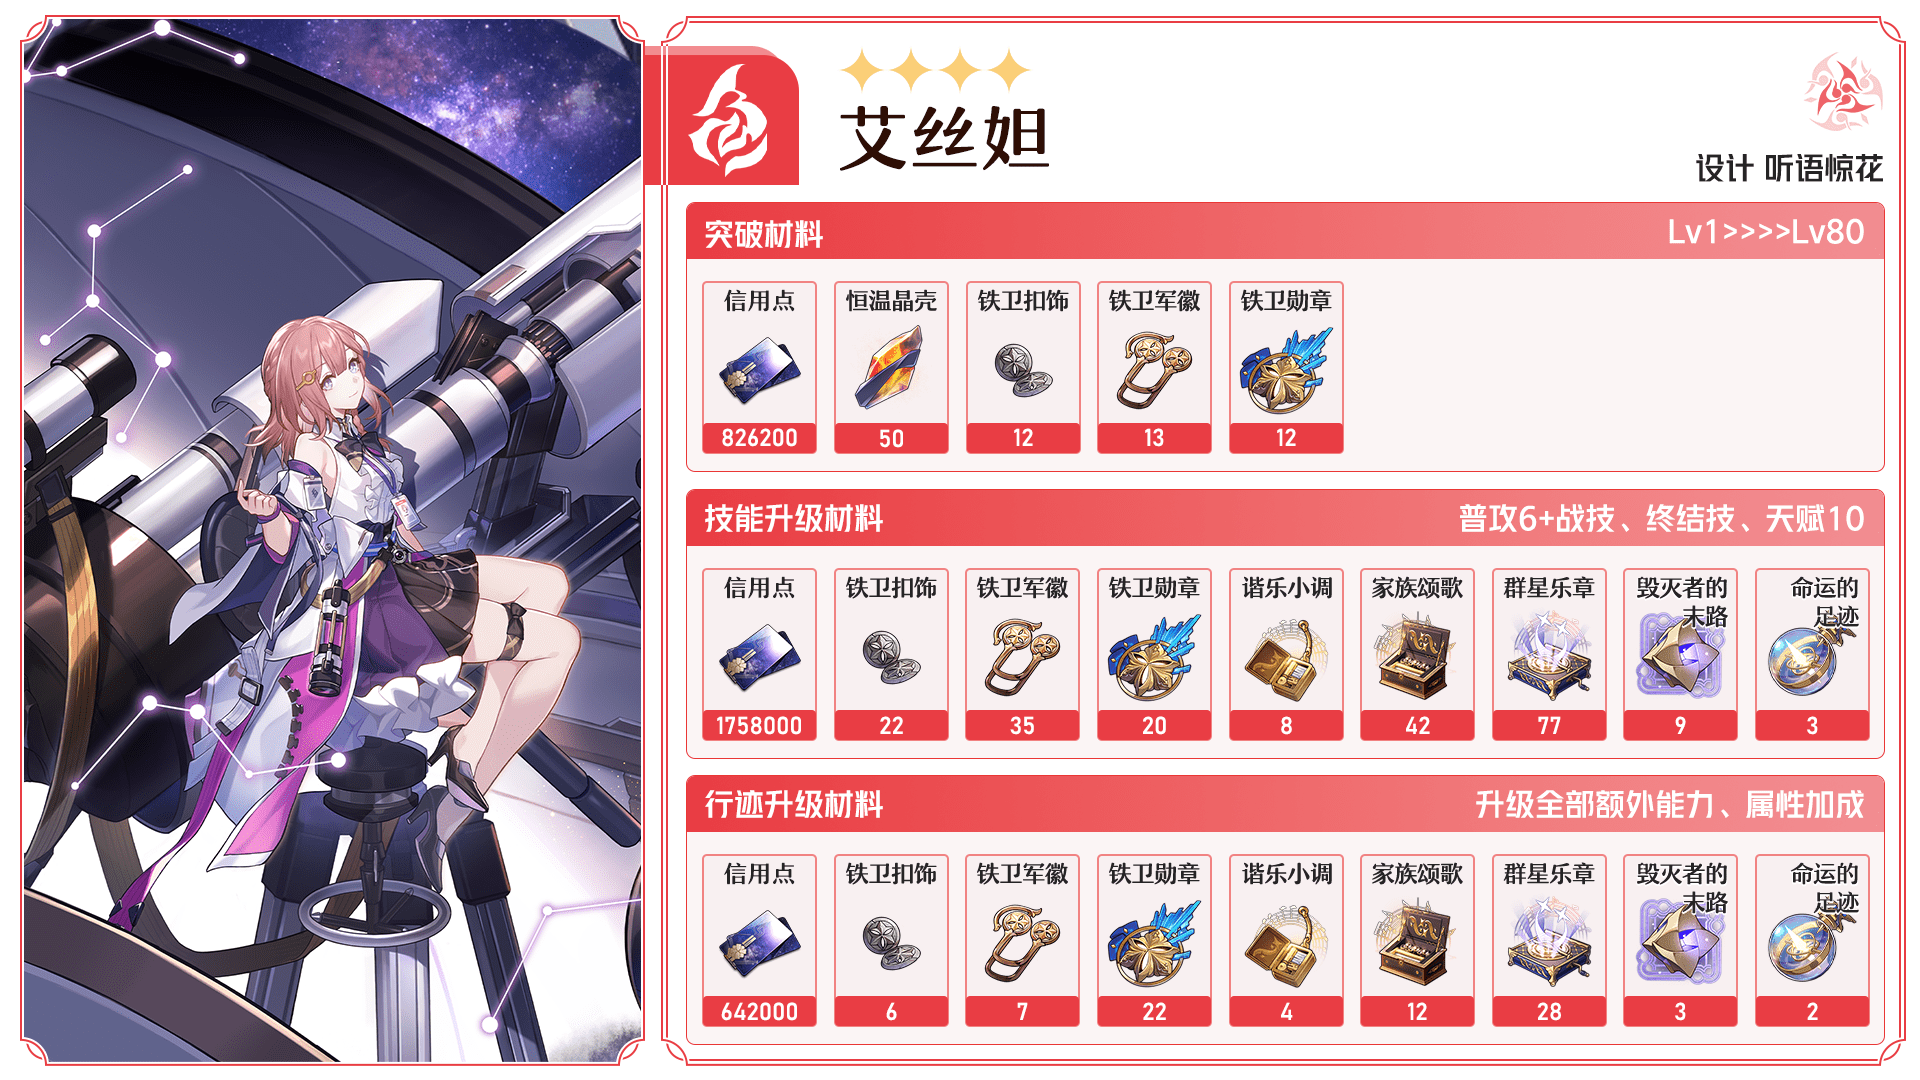 艾丝妲
设计 听语惊花
突破材料 Lv1>>>>Lv80
信用点 恒温晶壳 铁卫扣饰 铁卫军徽 铁卫勋章
826200 50 12 13 12
技能升级材料 普攻6+战技、终结技、天赋10
信用点 铁卫扣饰 铁卫军徽 铁卫勋章 谐乐小调 家族颂歌 群星乐章 毁灭者的 命运的
末路 足迹
1758000 22 35 20 8 42 77 9 3
行迹升级材料 升级全部额外能力、属性加成
信用点 铁卫扣饰 铁卫军徽 铁卫勋章 谐乐小调 家族颂歌 群星乐章 毁灭者的 命运的
末路 足迹
642000 6 7 22 4 12 28 3 2